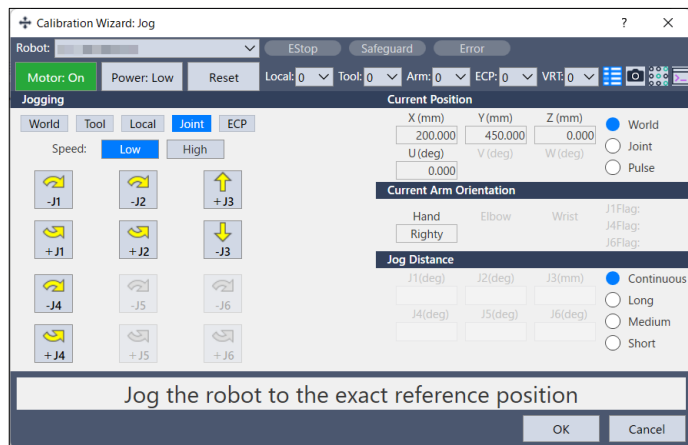 Calibration Wizard: Jog
Robot: EStop Safeguard Error
Motor: On Power: Low Reset Local: 0 Tool: 0 Arm: 0 ECP: 0 VRT: 0
Jogging
World Tool Local Joint ECP
Speed: Low High
-J1 -J2 +J3
+J1 +J2 -J3
-J4 -J5 -J6
+J4 +J5 +J6
Current Position
X (mm) Y (mm) Z (mm)
200.000 450.000 0.000
U (deg) V (deg) W (deg)
0.000
World
Joint
Pulse
Current Arm Orientation
Hand Elbow Wrist
Righty
J1Flag:
J4Flag:
J6Flag:
Jog Distance
J1(deg) J2(deg) J3(mm)
J4(deg) J5(deg) J6(deg)
Continuous
Long
Medium
Short
Jog the robot to the exact reference position
OK Cancel